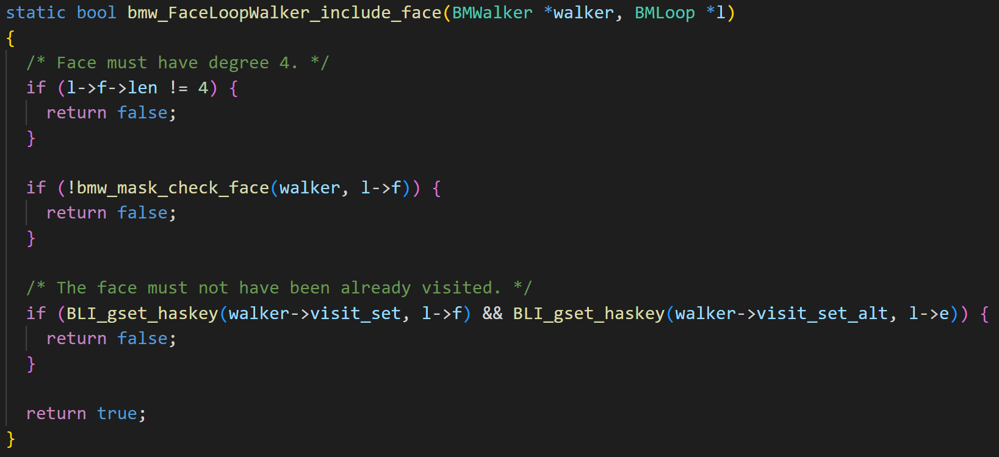 static bool bmw_FaceLoopWalker_include_face(BMWalker *walker, BMLoop *l)
{
  /* Face must have degree 4. */
  if (l->f->len != 4) {
    return false;
  }

  if (!bmw_mask_check_face(walker, l->f)) {
    return false;
  }

  /* The face must not have been already visited. */
  if (BLI_gset_haskey(walker->visit_set, l->f) && BLI_gset_haskey(walker->visit_set_alt, l->e)) {
    return false;
  }

  return true;
}